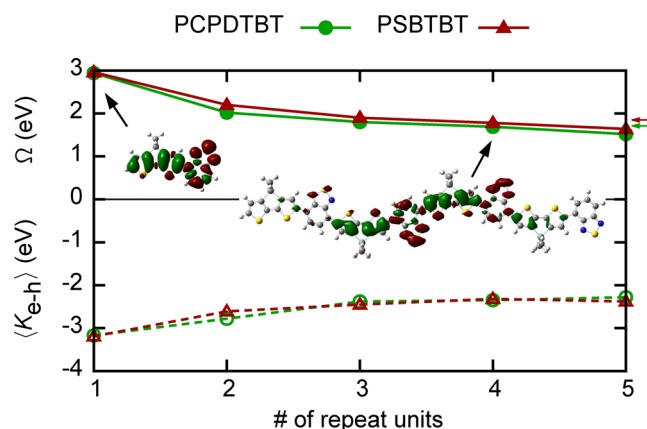 PCPDTBT PSBTBT
3
2
1
0
-1
-2
-3
-4
Ω (eV)
⟨K e-h⟩ (eV)
1 2 3 4 5
# of repeat units